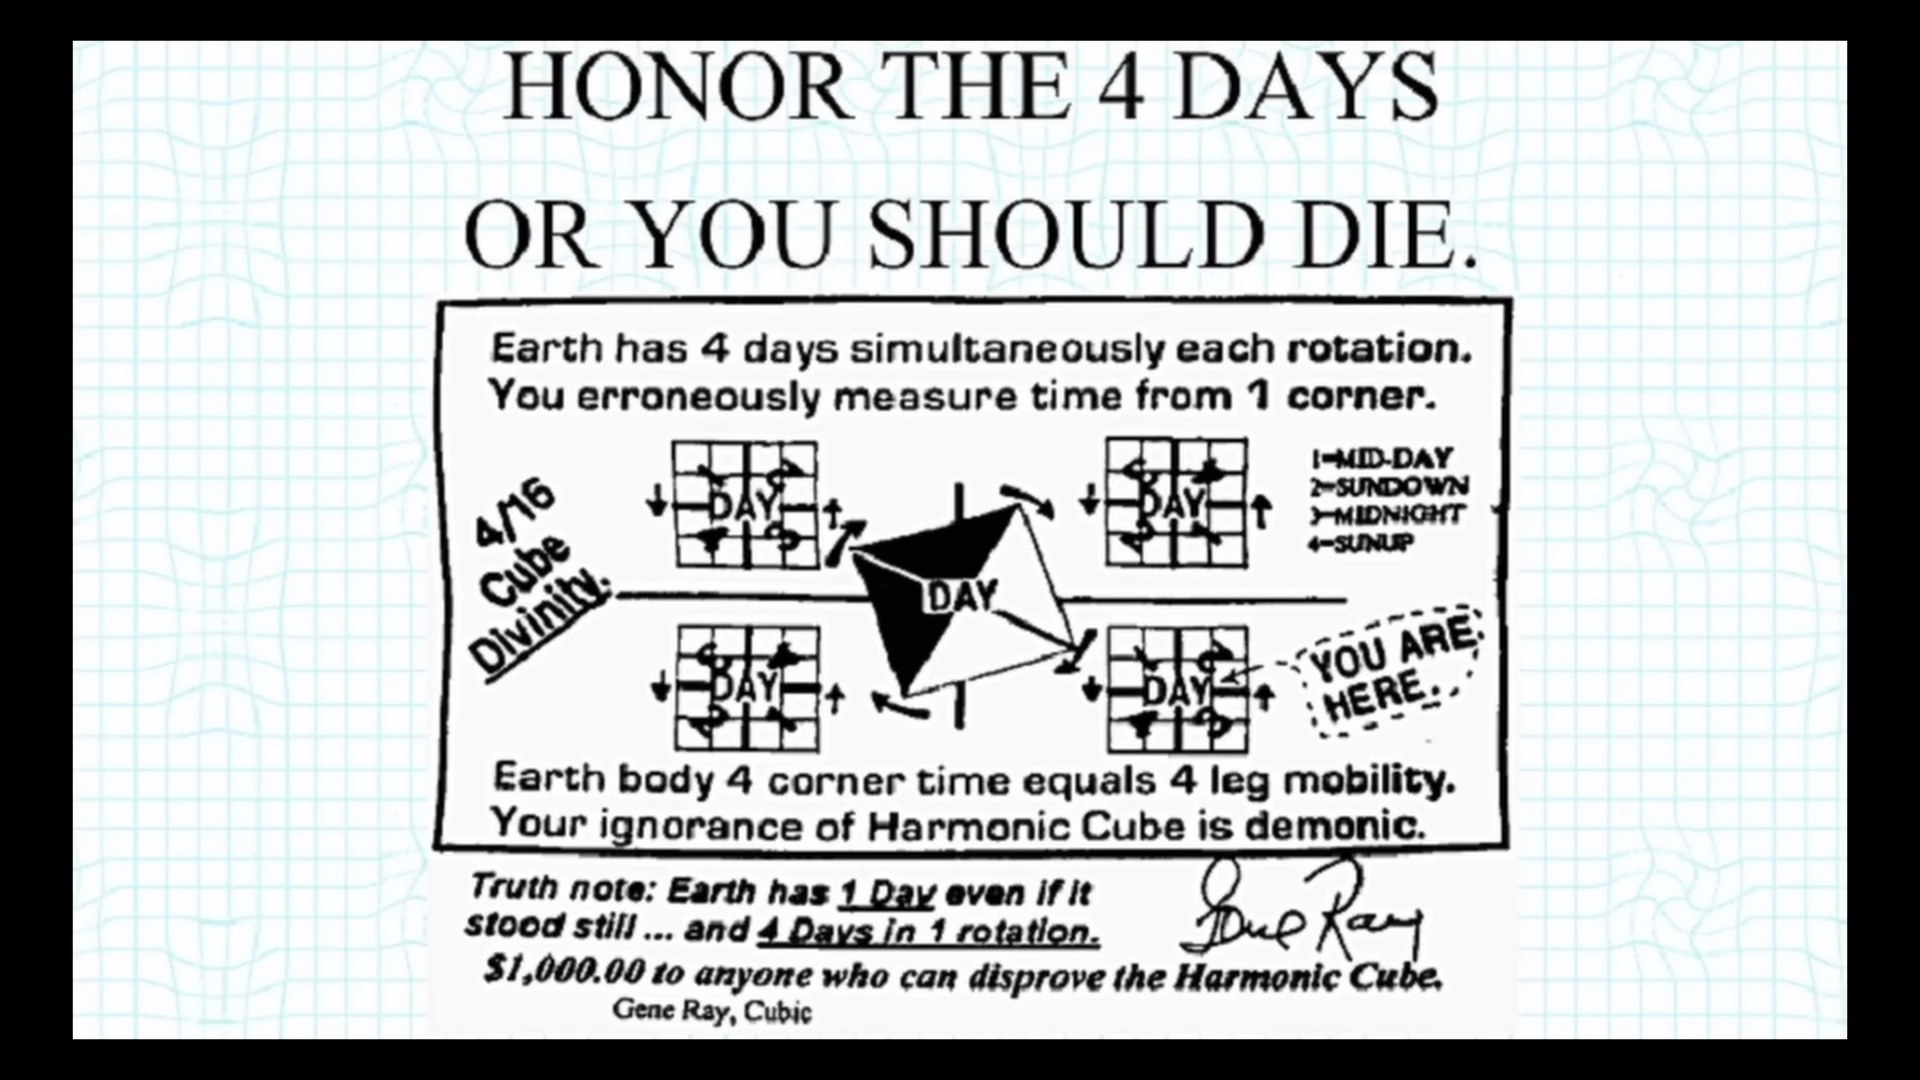 HONOR THE 4 DAYS
OR YOU SHOULD DIE.
Earth has 4 days simultaneously each rotation.
You erroneously measure time from 1 corner.
4/16
Cube
Divinity.
DAY
DAY
1-MID-DAY
2-SUNDOWN
3-MIDNIGHT
4-SUNUP
DAY
DAY
DAY
YOU ARE
HERE.
Earth body 4 corner time equals 4 leg mobility.
Your ignorance of Harmonic Cube is demonic.
Truth note: Earth has 1 Day even if it
stood still ... and 4 Days in 1 rotation.
Gene Ray
$1,000.00 to anyone who can disprove the Harmonic Cube.
Gene Ray, Cubic